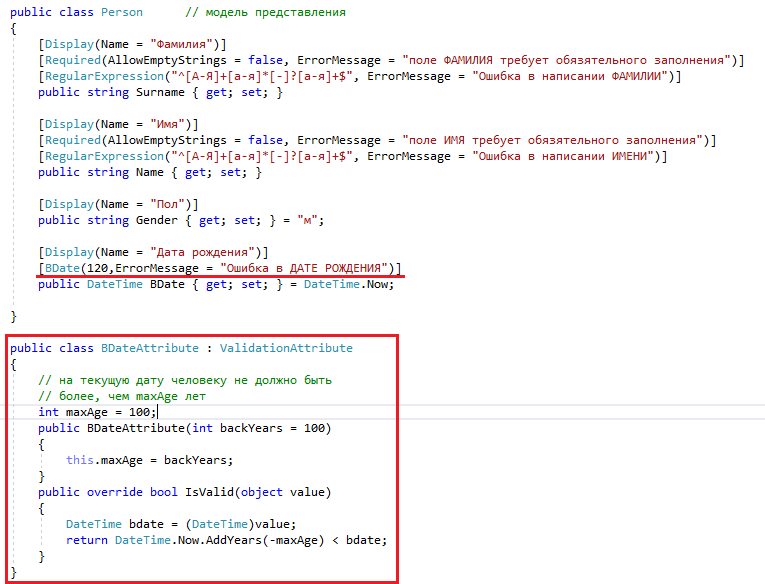 public class Person      // модель представления
{
    [Display(Name = "Фамилия")]
    [Required(AllowEmptyStrings = false, ErrorMessage = "поле ФАМИЛИЯ требует обязятельного заполнения")]
    [RegularExpression("^[А-Я]+[а-я]*[-]?[а-я]+$", ErrorMessage = "Ошибка в написании ФАМИЛИИ")]
    public string Surname { get; set; }

    [Display(Name = "Имя")]
    [Required(AllowEmptyStrings = false, ErrorMessage = "поле ИМЯ требует обязятельного заполнения")]
    [RegularExpression("^[А-Я]+[а-я]*[-]?[а-я]+$", ErrorMessage = "Ошибка в написании ИМЕНИ")]
    public string Name { get; set; }

    [Display(Name = "Пол")]
    public string Gender { get; set; } = "м";

    [Display(Name = "Дата рождения")]
    [BDate(120,ErrorMessage = "Ошибка в ДАТЕ РОЖДЕНИЯ")]
    public DateTime BDate { get; set; } = DateTime.Now;

}

public class BDateAttribute : ValidationAttribute
{
    // на текущую дату человеку не должно быть
    // более, чем maxAge лет
    int maxAge = 100;
    public BDateAttribute(int backYears = 100)
    {
        this.maxAge = backYears;
    }
    public override bool IsValid(object value)
    {
        DateTime bdate = (DateTime)value;
        return DateTime.Now.AddYears(-maxAge) < bdate;
    }
}